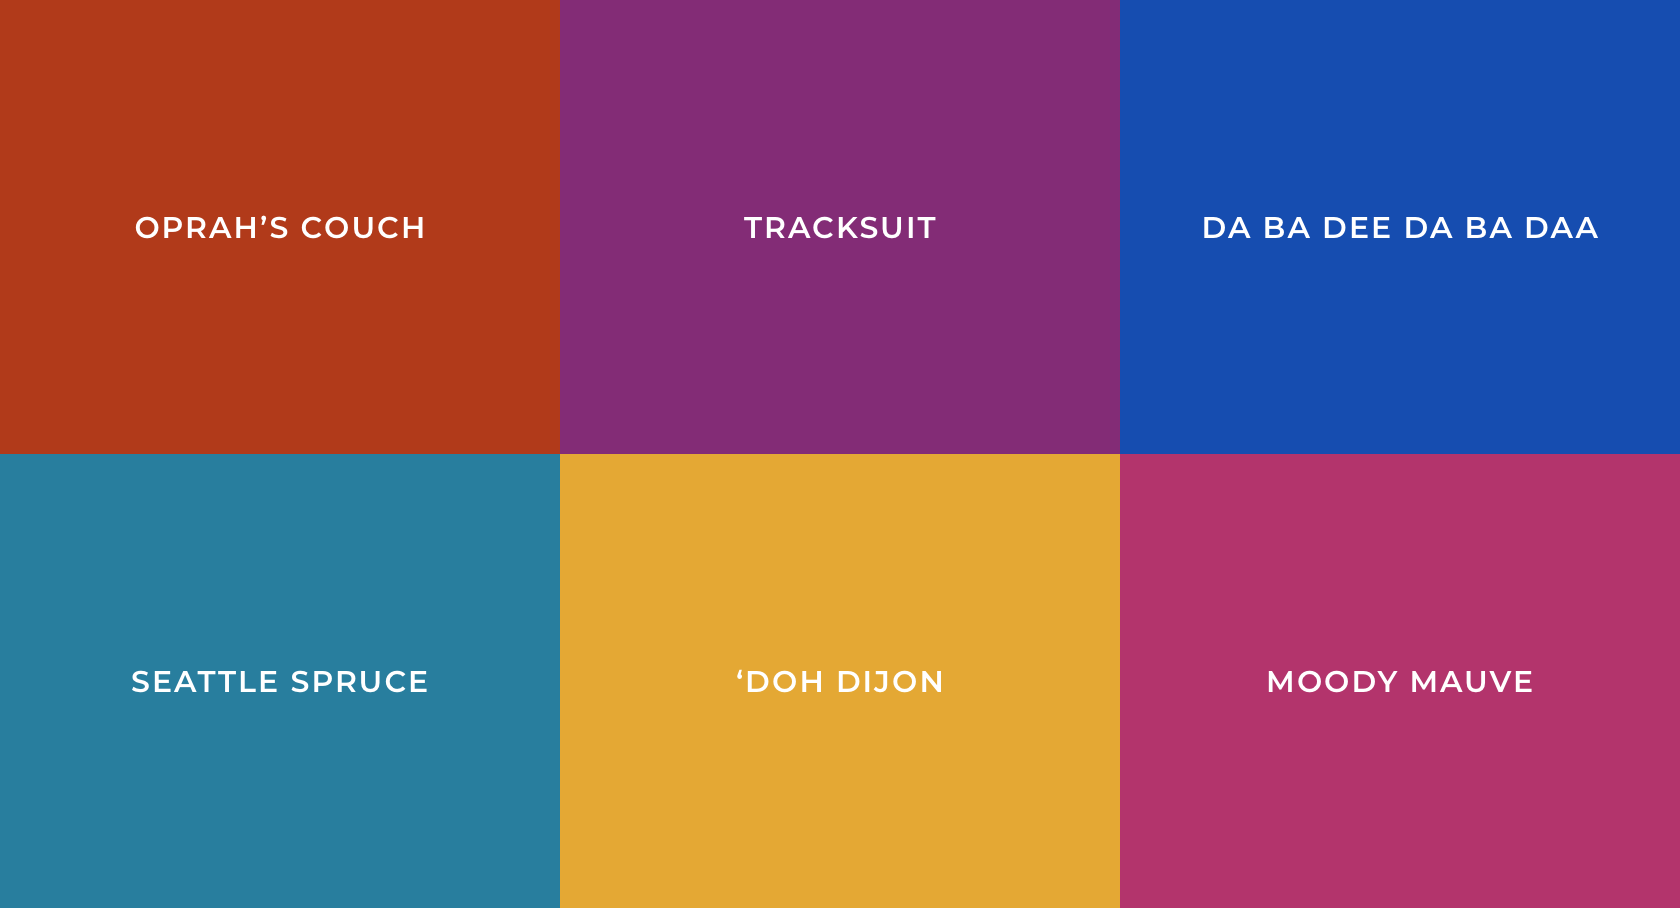 OPRAH’S COUCH
TRACKSUIT
DA BA DEE DA BA DAA
SEATTLE SPRUCE
‘DOH DIJON
MOODY MAUVE